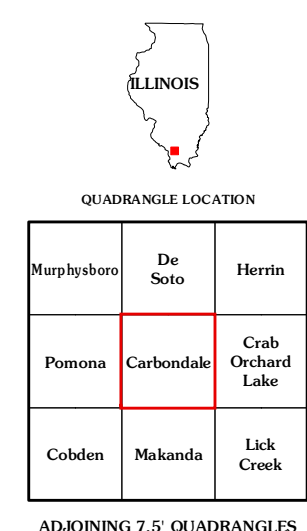 ILLINOIS
QUADRANGLE LOCATION
Murphysboro
De
Soto
Herrin
Pomona
Carbondale
Crab
Orchard
Lake
Cobden
Makanda
Lick
Creek
ADJOINING 7.5' QUADRANGLES